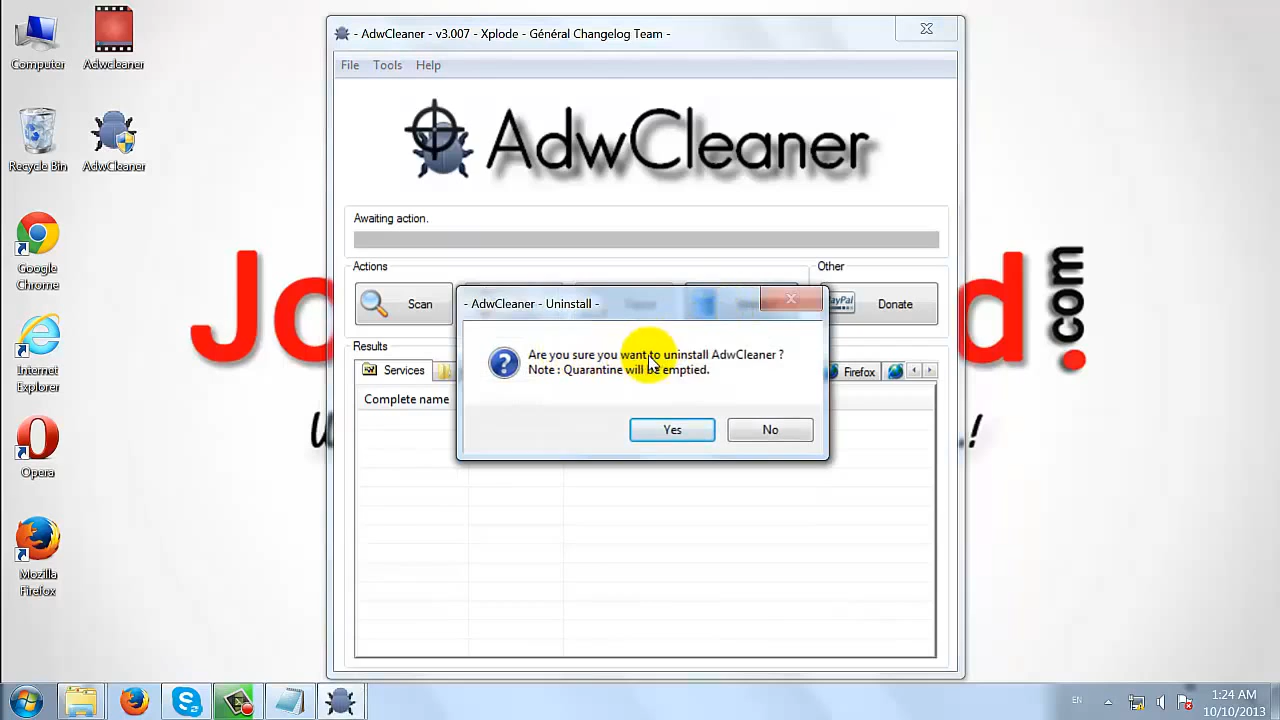 Computer
Adwcleaner
Recycle Bin
AdwCleaner
Google
Chrome
Internet
Explorer
Opera
Mozilla
Firefox
- AdwCleaner - v3.007 - Xplode - Général Changelog Team -
File Tools Help
AdwCleaner
Awaiting action.
Actions
Other
Scan
PayPal
Donate
Results
Services
Firefox
Complete name
- AdwCleaner - Uninstall -
Are you sure you want to uninstall AdwCleaner ?
Note : Quarantine will be emptied.
Yes
No
Jo
d
.com
!
EN
1:24 AM
10/10/2013